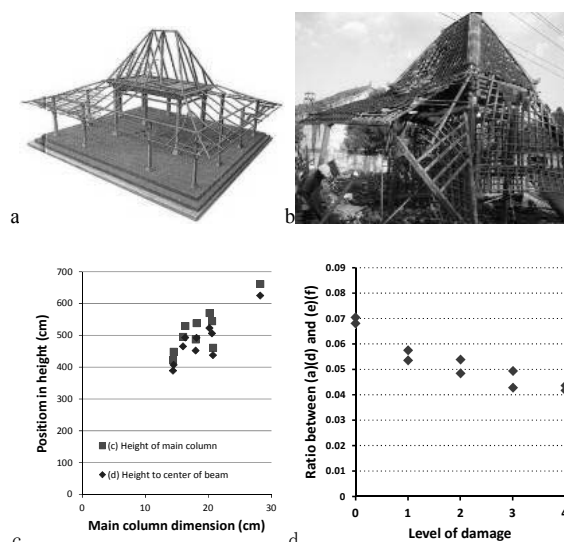 a
b
700
600
500
400
300
200
100
0
Positiom in height (cm)
(c) Height of main column
(d) Height to center of beam
0 10 20 30
Main column dimension (cm)
c
0.09
0.08
0.07
0.06
0.05
0.04
0.03
0.02
0.01
0
Ratio between (a)(d) and (e)(f)
0 1 2 3 4
Level of damage
d